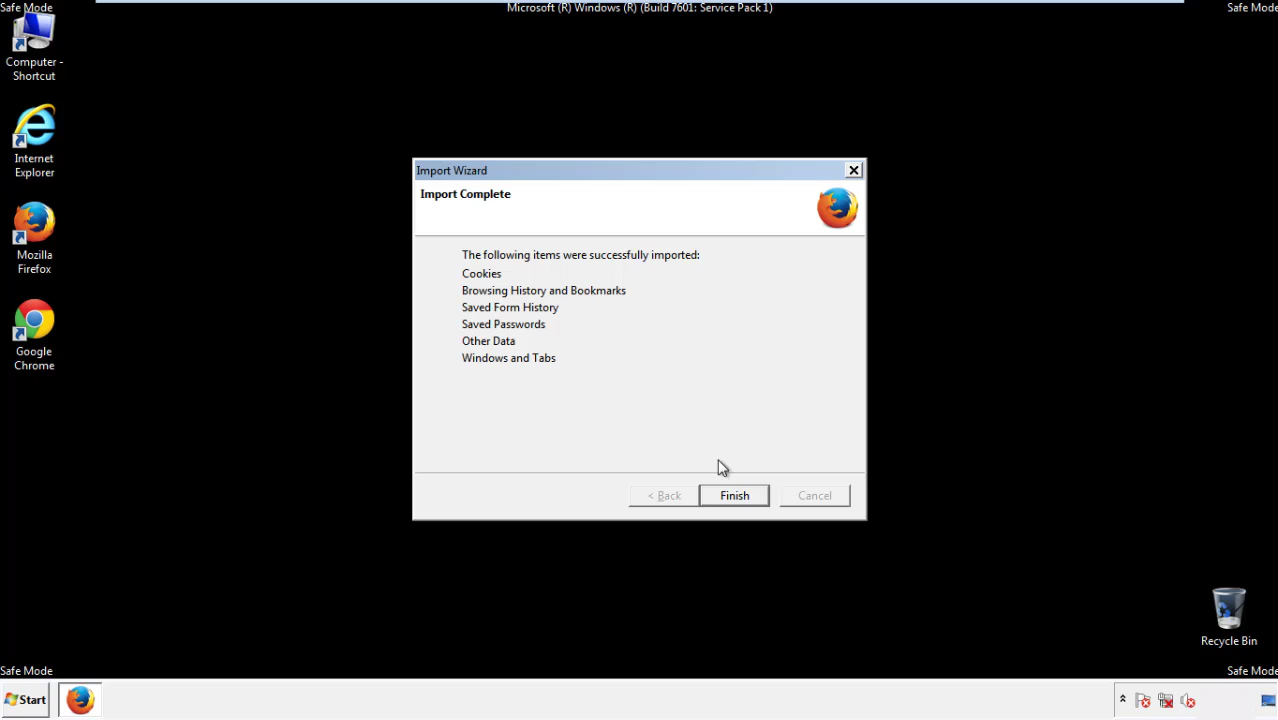 Safe Mode
Microsoft (R) Windows (R) (Build 7601: Service Pack 1)
Safe Mode
Computer -
Shortcut
Internet
Explorer
Mozilla
Firefox
Google
Chrome
Import Wizard
Import Complete
The following items were successfully imported:
Cookies
Browsing History and Bookmarks
Saved Form History
Saved Passwords
Other Data
Windows and Tabs
< Back
Finish
Cancel
Recycle Bin
Safe Mode
Safe Mode
Start